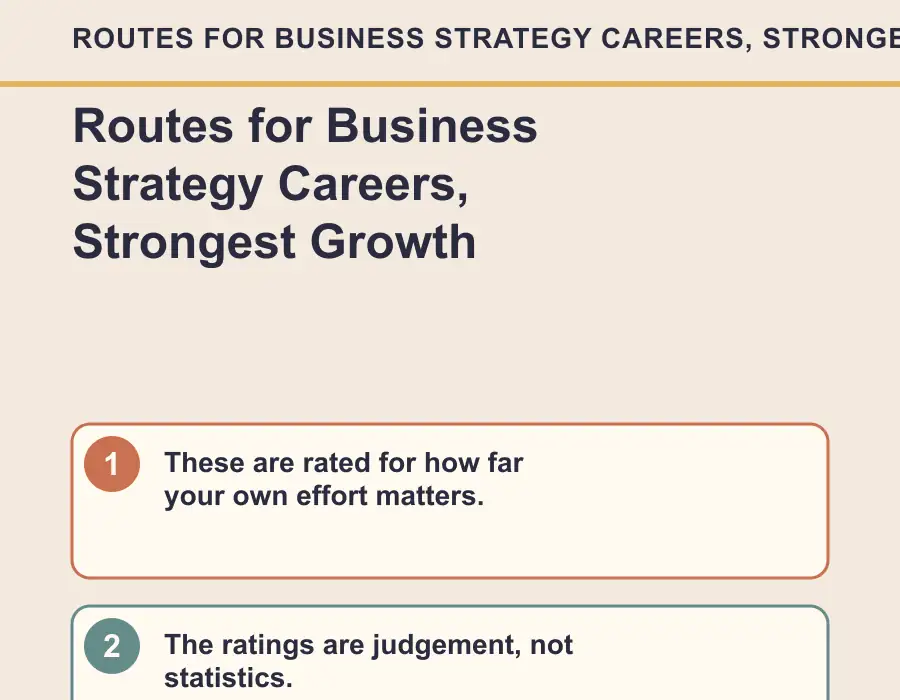 ROUTES FOR BUSINESS STRATEGY CAREERS,
Routes for Business
Strategy Careers,
Strongest Growth
1
These are rated for how far
your own effort matters.
2
The ratings are judgement, not
statistics.